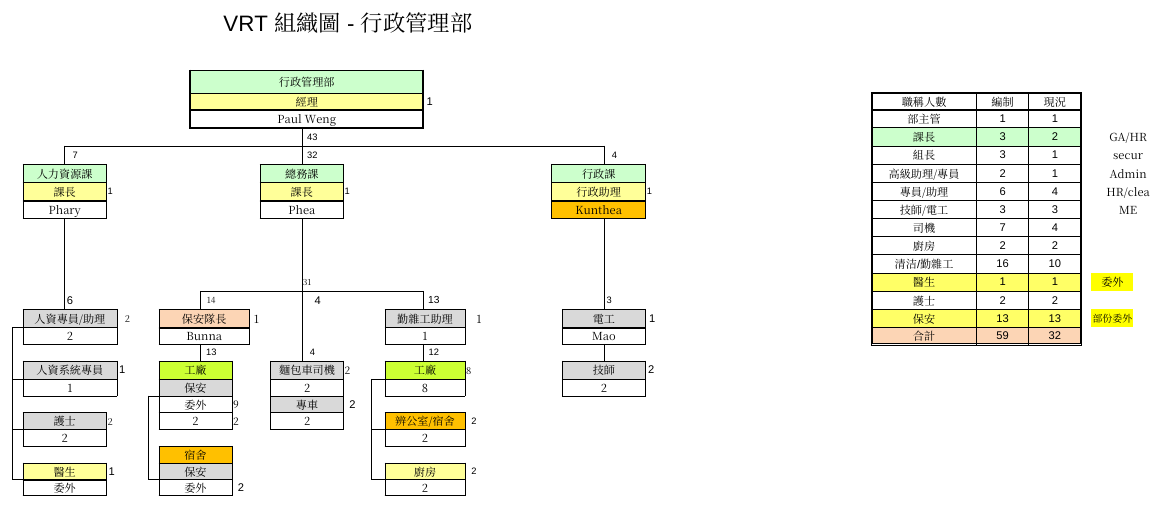 VRT 組織圖 - 行政管理部
行政管理部
經理 1
Paul Weng
43
7 32 4
人力資源課 總務課 行政課
課長 1 課長 1 行政助理 1
Phary Phea Kunthea
31
6 14 4 13 3
人資專員/助理 2 保安隊長 1 勤雜工助理 1 電工 1
2 Bunna 1 Mao
13 4 12
人資系統專員 1 工廠 麵包車司機 2 工廠 8 技師 2
1 保安 2 8 2
委外 9 專車 2
護士 2 2 2 2 辨公室/宿舍 2
2 2
宿舍
醫生 1 保安 廚房 2
委外 委外 2 2
職稱人數 編制 現況
部主管 1 1
課長 3 2 GA/HR
組長 3 1 secur
高級助理/專員 2 1 Admin
專員/助理 6 4 HR/clea
技師/電工 3 3 ME
司機 7 4
廚房 2 2
清洁/勤雜工 16 10
醫生 1 1 委外
護士 2 2
保安 13 13 部份委外
合計 59 32